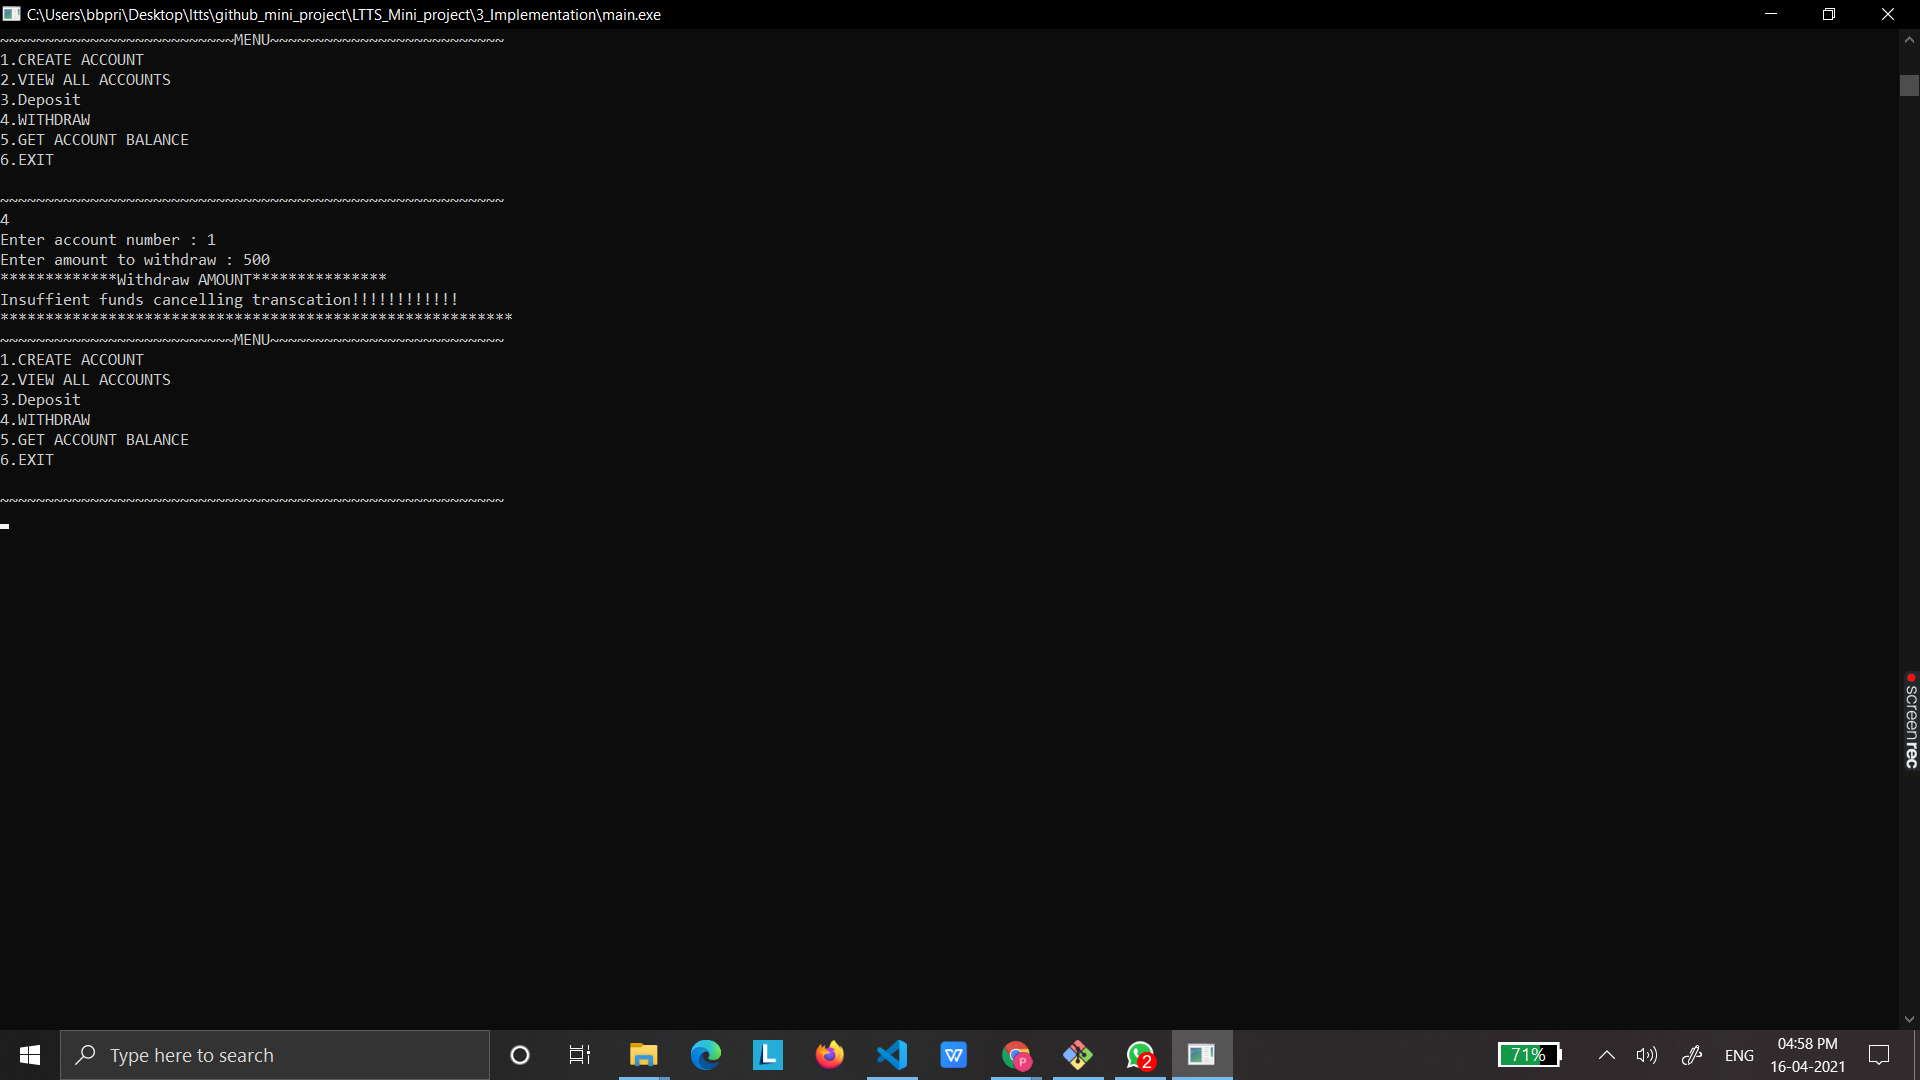 C:\Users\bbpri\Desktop\ltts\github_mini_project\LTTS_Mini_project\3_Implementation\main.exe
~~~~~~~~~~~~~~~~~~~~~~~~~~MENU~~~~~~~~~~~~~~~~~~~~~~~~~~
1.CREATE ACCOUNT
2.VIEW ALL ACCOUNTS
3.Deposit
4.WITHDRAW
5.GET ACCOUNT BALANCE
6.EXIT
~~~~~~~~~~~~~~~~~~~~~~~~~~~~~~~~~~~~~~~~~~~~~~~~~~~~~~~~
4
Enter account number : 1
Enter amount to withdraw : 500
*************Withdraw AMOUNT***************
Insuffient funds cancelling transcation!!!!!!!!!!!!
*********************************************************
~~~~~~~~~~~~~~~~~~~~~~~~~~MENU~~~~~~~~~~~~~~~~~~~~~~~~~~
1.CREATE ACCOUNT
2.VIEW ALL ACCOUNTS
3.Deposit
4.WITHDRAW
5.GET ACCOUNT BALANCE
6.EXIT
~~~~~~~~~~~~~~~~~~~~~~~~~~~~~~~~~~~~~~~~~~~~~~~~~~~~~~~~
screenrec
Type here to search
L
W
P
2
71%
ENG
04:58 PM
16-04-2021